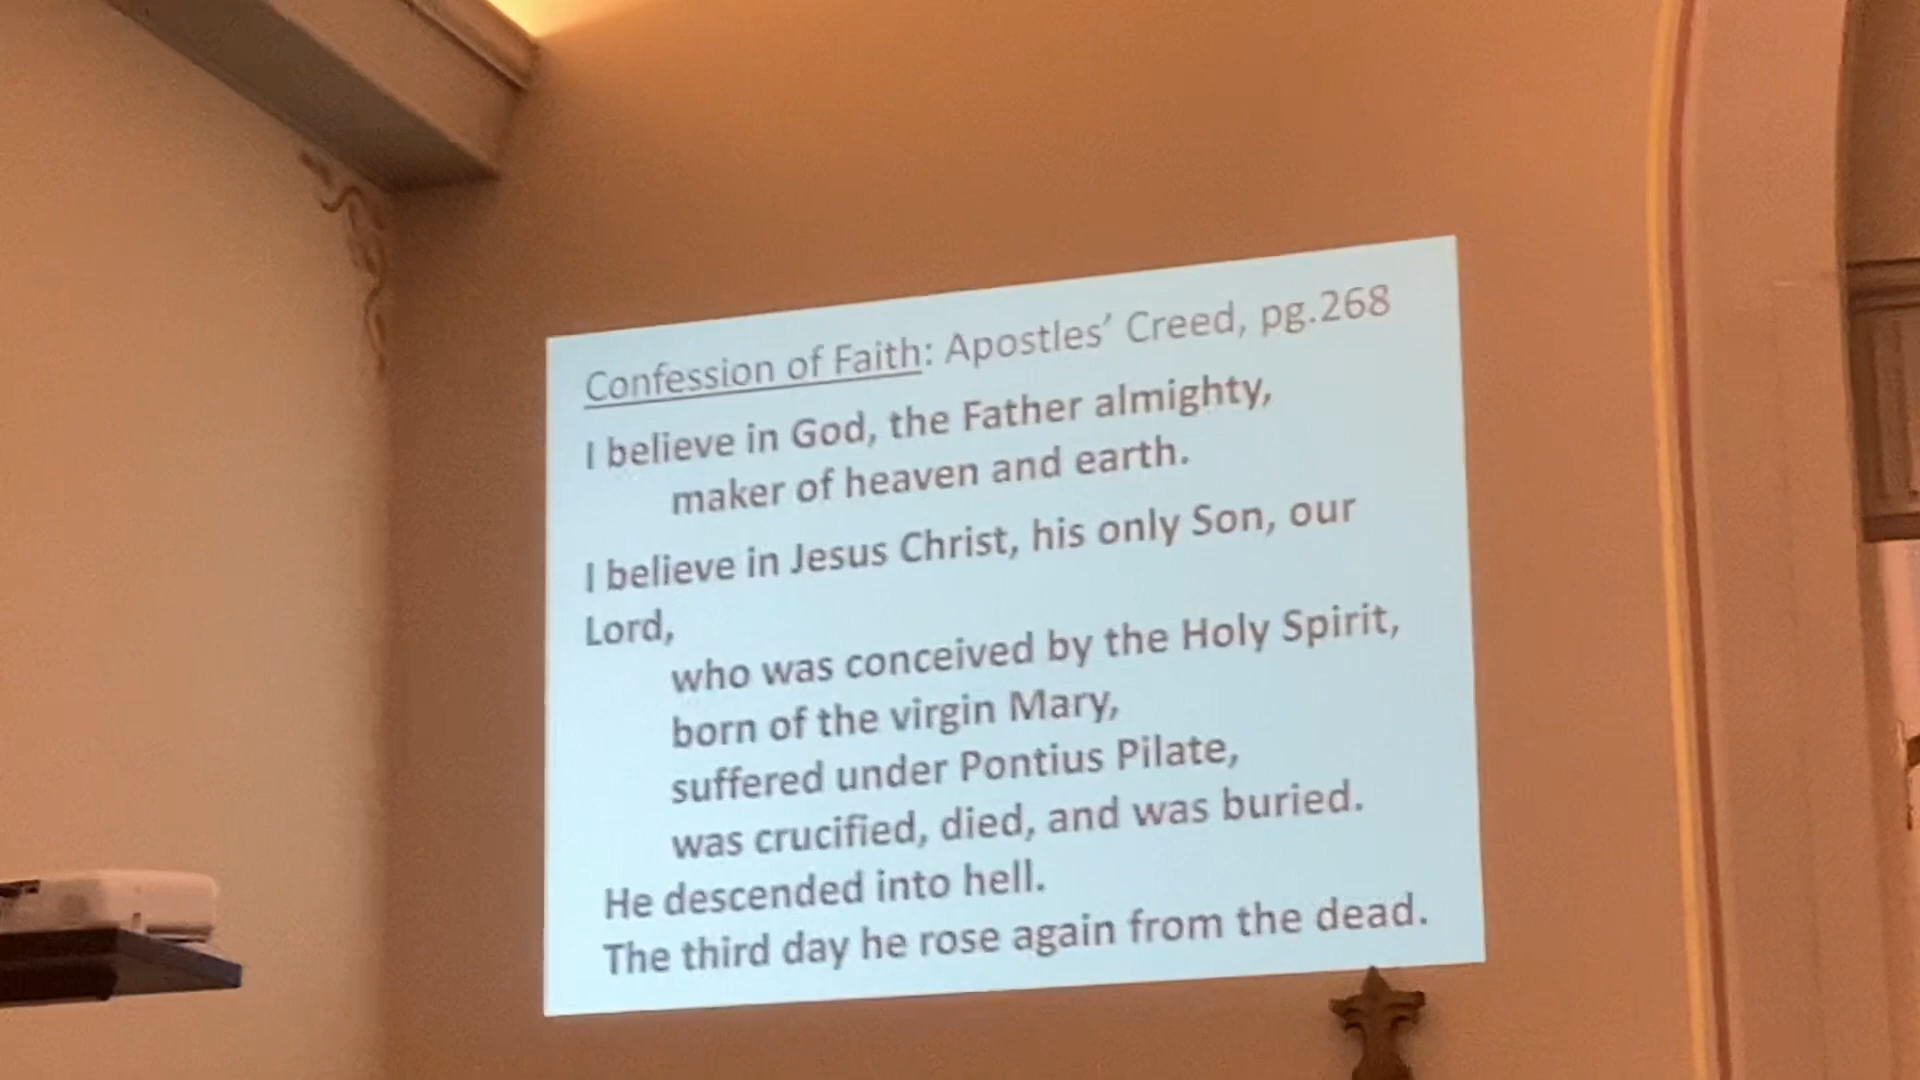 Confession of Faith: Apostles’ Creed, pg.268
I believe in God, the Father almighty,
maker of heaven and earth.
I believe in Jesus Christ, his only Son, our
Lord,
who was conceived by the Holy Spirit,
born of the virgin Mary,
suffered under Pontius Pilate,
was crucified, died, and was buried.
He descended into hell.
The third day he rose again from the dead.